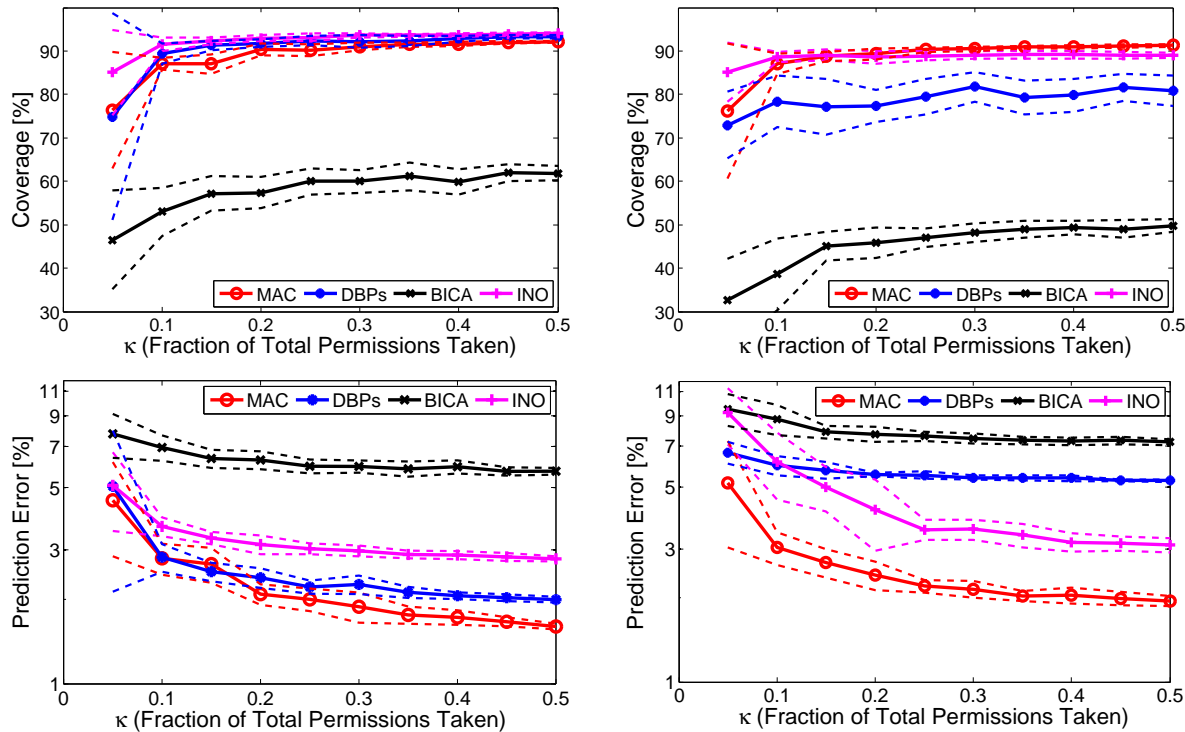 Coverage [%]
90
80
70
60
50
40
30
MAC DBPs BICA INO
0 0.1 0.2 0.3 0.4 0.5
κ (Fraction of Total Permissions Taken)
Coverage [%]
90
80
70
60
50
40
30
MAC DBPs BICA INO
0 0.1 0.2 0.3 0.4 0.5
κ (Fraction of Total Permissions Taken)
Prediction Error [%]
11
9
7
5
3
1
MAC DBPs BICA INO
0 0.1 0.2 0.3 0.4 0.5
κ (Fraction of Total Permissions Taken)
Prediction Error [%]
11
9
7
5
3
1
MAC DBPs BICA INO
0 0.1 0.2 0.3 0.4 0.5
κ (Fraction of Total Permissions Taken)